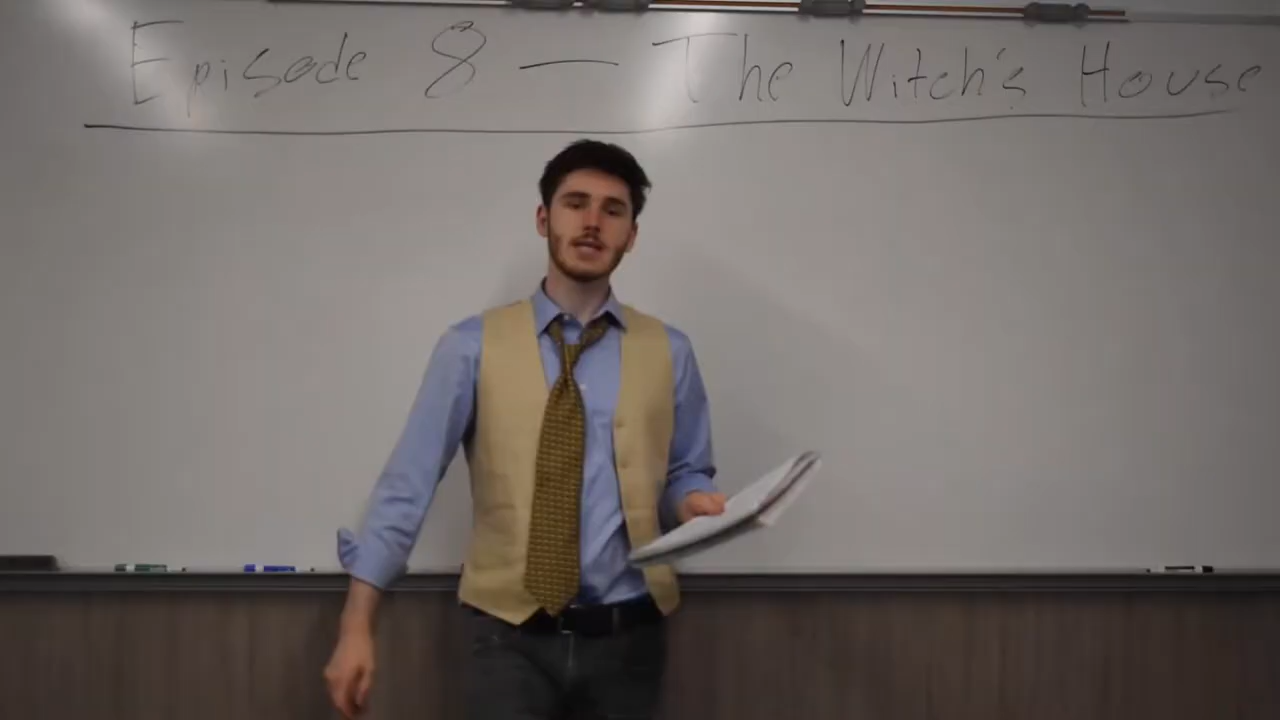 Episode 8 — The Witch's House